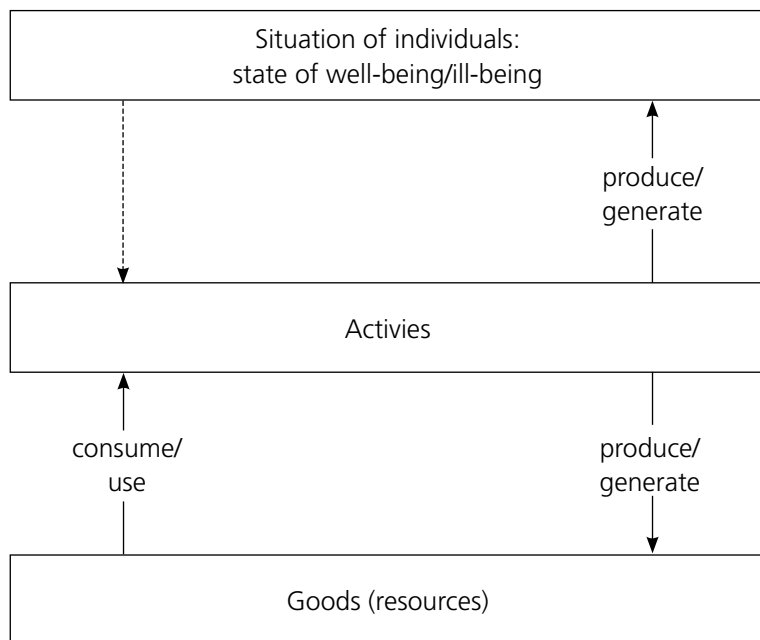 Situation of individuals:
state of well-being/ill-being
produce/
generate
Activies
consume/
use
produce/
generate
Goods (resources)